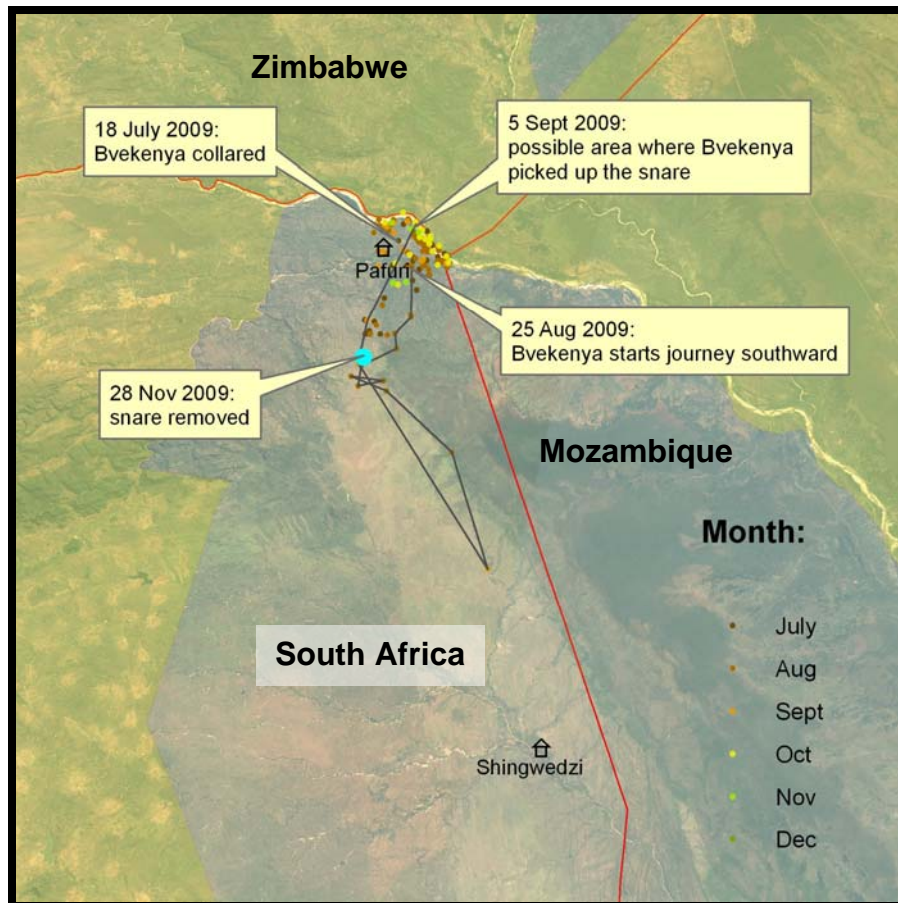 Zimbabwe
18 July 2009:
Bvekenya collared
5 Sept 2009:
possible area where Bvekenya
picked up the snare
Pafuri
25 Aug 2009:
Bvekenya starts journey southward
28 Nov 2009:
snare removed
Mozambique
Month:
July
Aug
Sept
Oct
Nov
Dec
South Africa
Shingwedzi